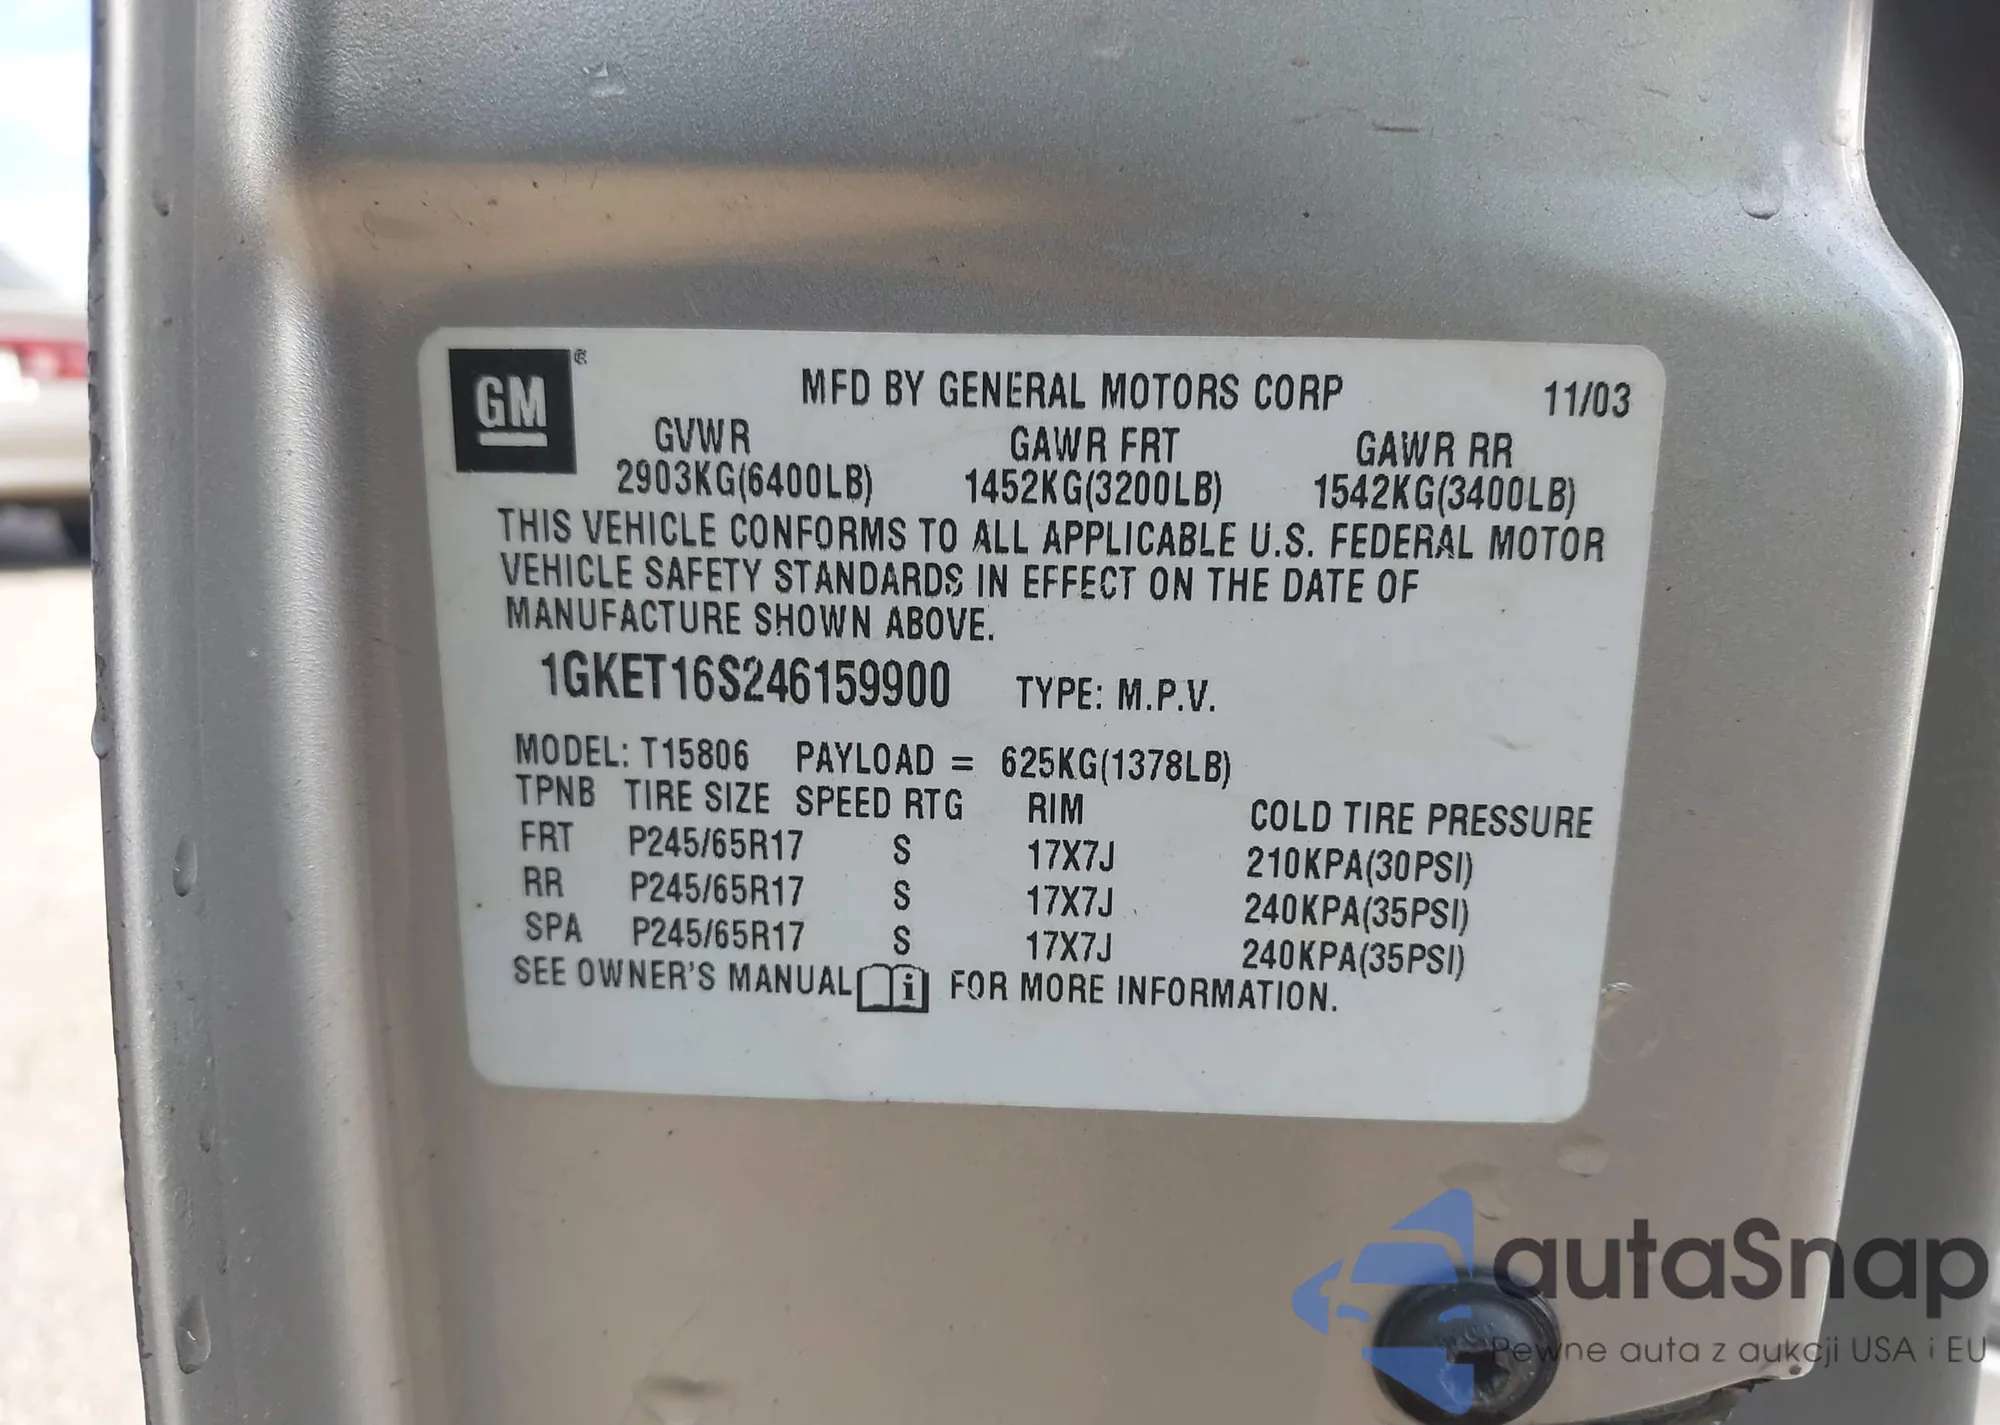 GM ®
MFD BY GENERAL MOTORS CORP 11/03
GVWR GAWR FRT GAWR RR
2903KG(6400LB) 1452KG(3200LB) 1542KG(3400LB)
THIS VEHICLE CONFORMS TO ALL APPLICABLE U.S. FEDERAL MOTOR
VEHICLE SAFETY STANDARDS IN EFFECT ON THE DATE OF
MANUFACTURE SHOWN ABOVE.
1GKET16S246159900 TYPE: M.P.V.
MODEL: T15806 PAYLOAD = 625KG(1378LB)
TPNB TIRE SIZE SPEED RTG RIM COLD TIRE PRESSURE
FRT P245/65R17 S 17X7J 210KPA(30PSI)
RR P245/65R17 S 17X7J 240KPA(35PSI)
SPA P245/65R17 S 17X7J 240KPA(35PSI)
SEE OWNER'S MANUAL i FOR MORE INFORMATION.
autaSnap
Pewne auta z aukcji USA i EU